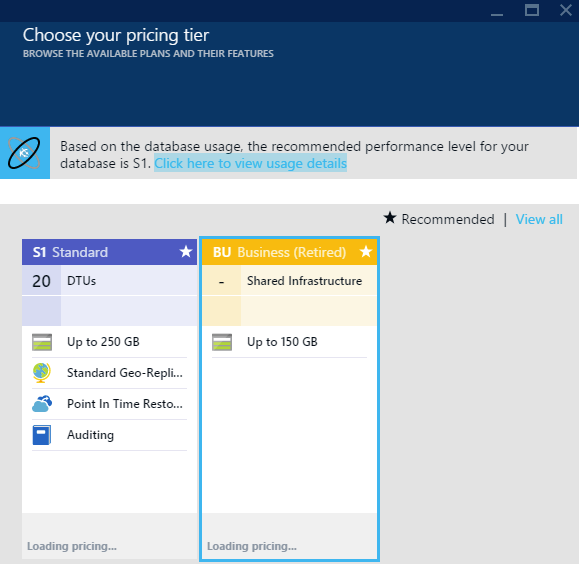 Choose your pricing tier
BROWSE THE AVAILABLE PLANS AND THEIR FEATURES
Based on the database usage, the recommended performance level for your
database is S1. Click here to view usage details
Recommended | View all
S1 Standard
20 DTUs
Up to 250 GB
Standard Geo-Repli...
Point In Time Resto...
Auditing
Loading pricing...
BU Business (Retired)
- Shared Infrastructure
Up to 150 GB
Loading pricing...